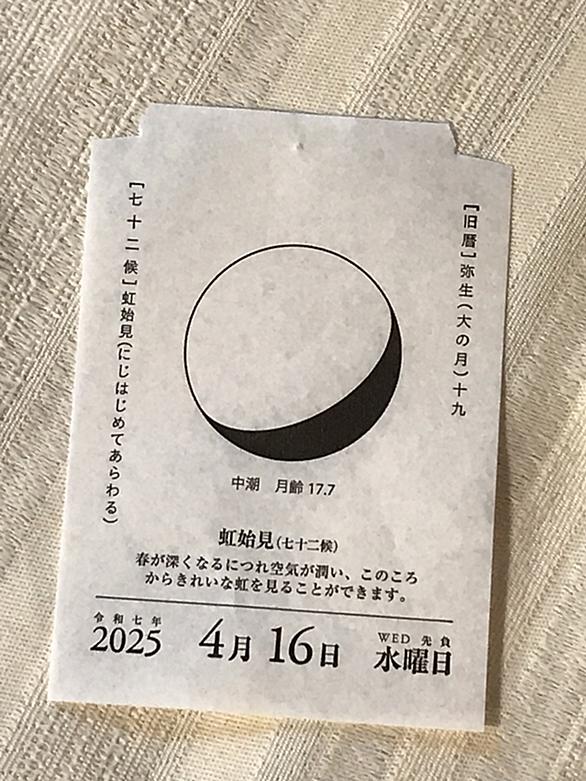 ［旧暦］弥生（大の月）十九
［七十二候］虹始見（にじはじめてあらわる）
中潮　月齢 17.7
虹始見（七十二候）
春が深くなるにつれ空気が潤い、このころ
からきれいな虹を見ることができます。
令和七年
2025 4月16日
WED 先負
水曜日